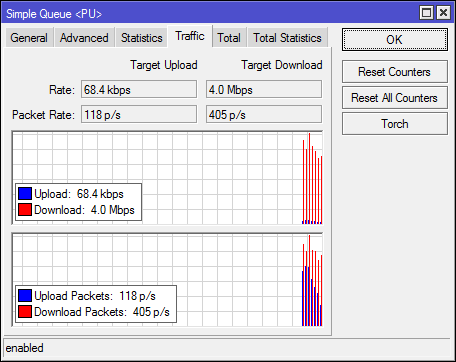 Simple Queue <PU>
General Advanced Statistics Traffic Total Total Statistics
Target Upload Target Download
Rate: 68.4 kbps 4.0 Mbps
Packet Rate: 118 p/s 405 p/s
Upload: 68.4 kbps
Download: 4.0 Mbps
Upload Packets: 118 p/s
Download Packets: 405 p/s
OK
Reset Counters
Reset All Counters
Torch
enabled